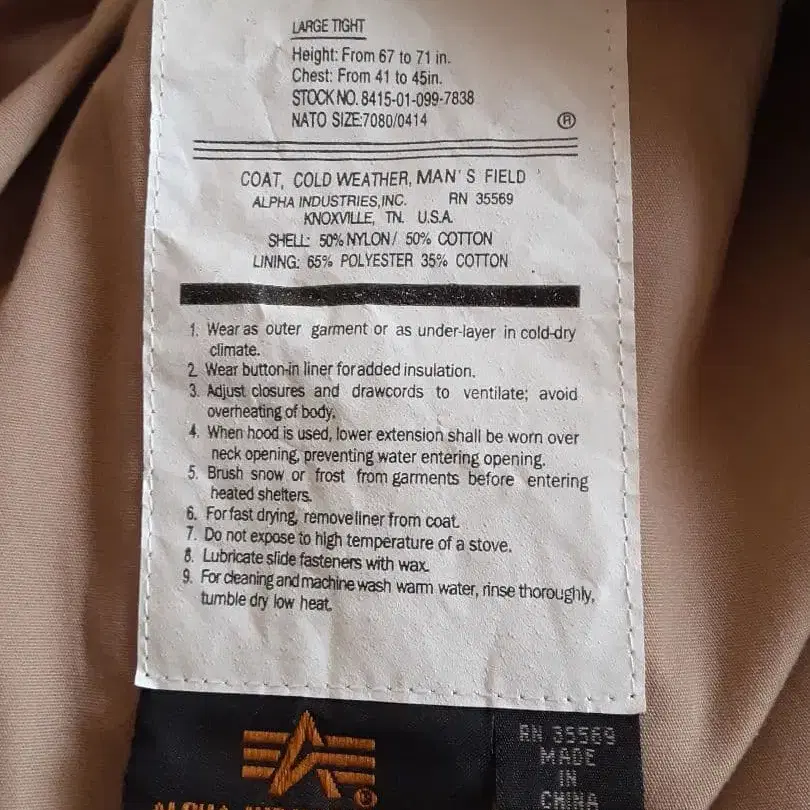 LARGE TIGHT
Height: From 67 to 71 in.
Chest: From 41 to 45in.
STOCK NO. 8415-01-099-7838
NATO SIZE:7080/0414
®
COAT, COLD WEATHER, MAN'S FIELD
ALPHA INDUSTRIES,INC. RN 35569
KNOXVILLE, TN. U.S.A.
SHELL: 50% NYLON/ 50% COTTON
LINING: 65% POLYESTER 35% COTTON
1. Wear as outer garment or as under-layer in cold-dry
climate.
2. Wear button-in liner for added insulation.
3. Adjust closures and drawcords to ventilate; avoid
overheating of body.
4. When hood is used, lower extension shall be worn over
neck opening, preventing water entering opening.
5. Brush snow or frost from garments before entering
heated shelters.
6. For fast drying, remove liner from coat.
7. Do not expose to high temperature of a stove.
8. Lubricate slide fasteners with wax.
9. For cleaning and machine wash warm water, rinse thoroughly,
tumble dry low heat.
RN 35569
MADE
IN
CHINA